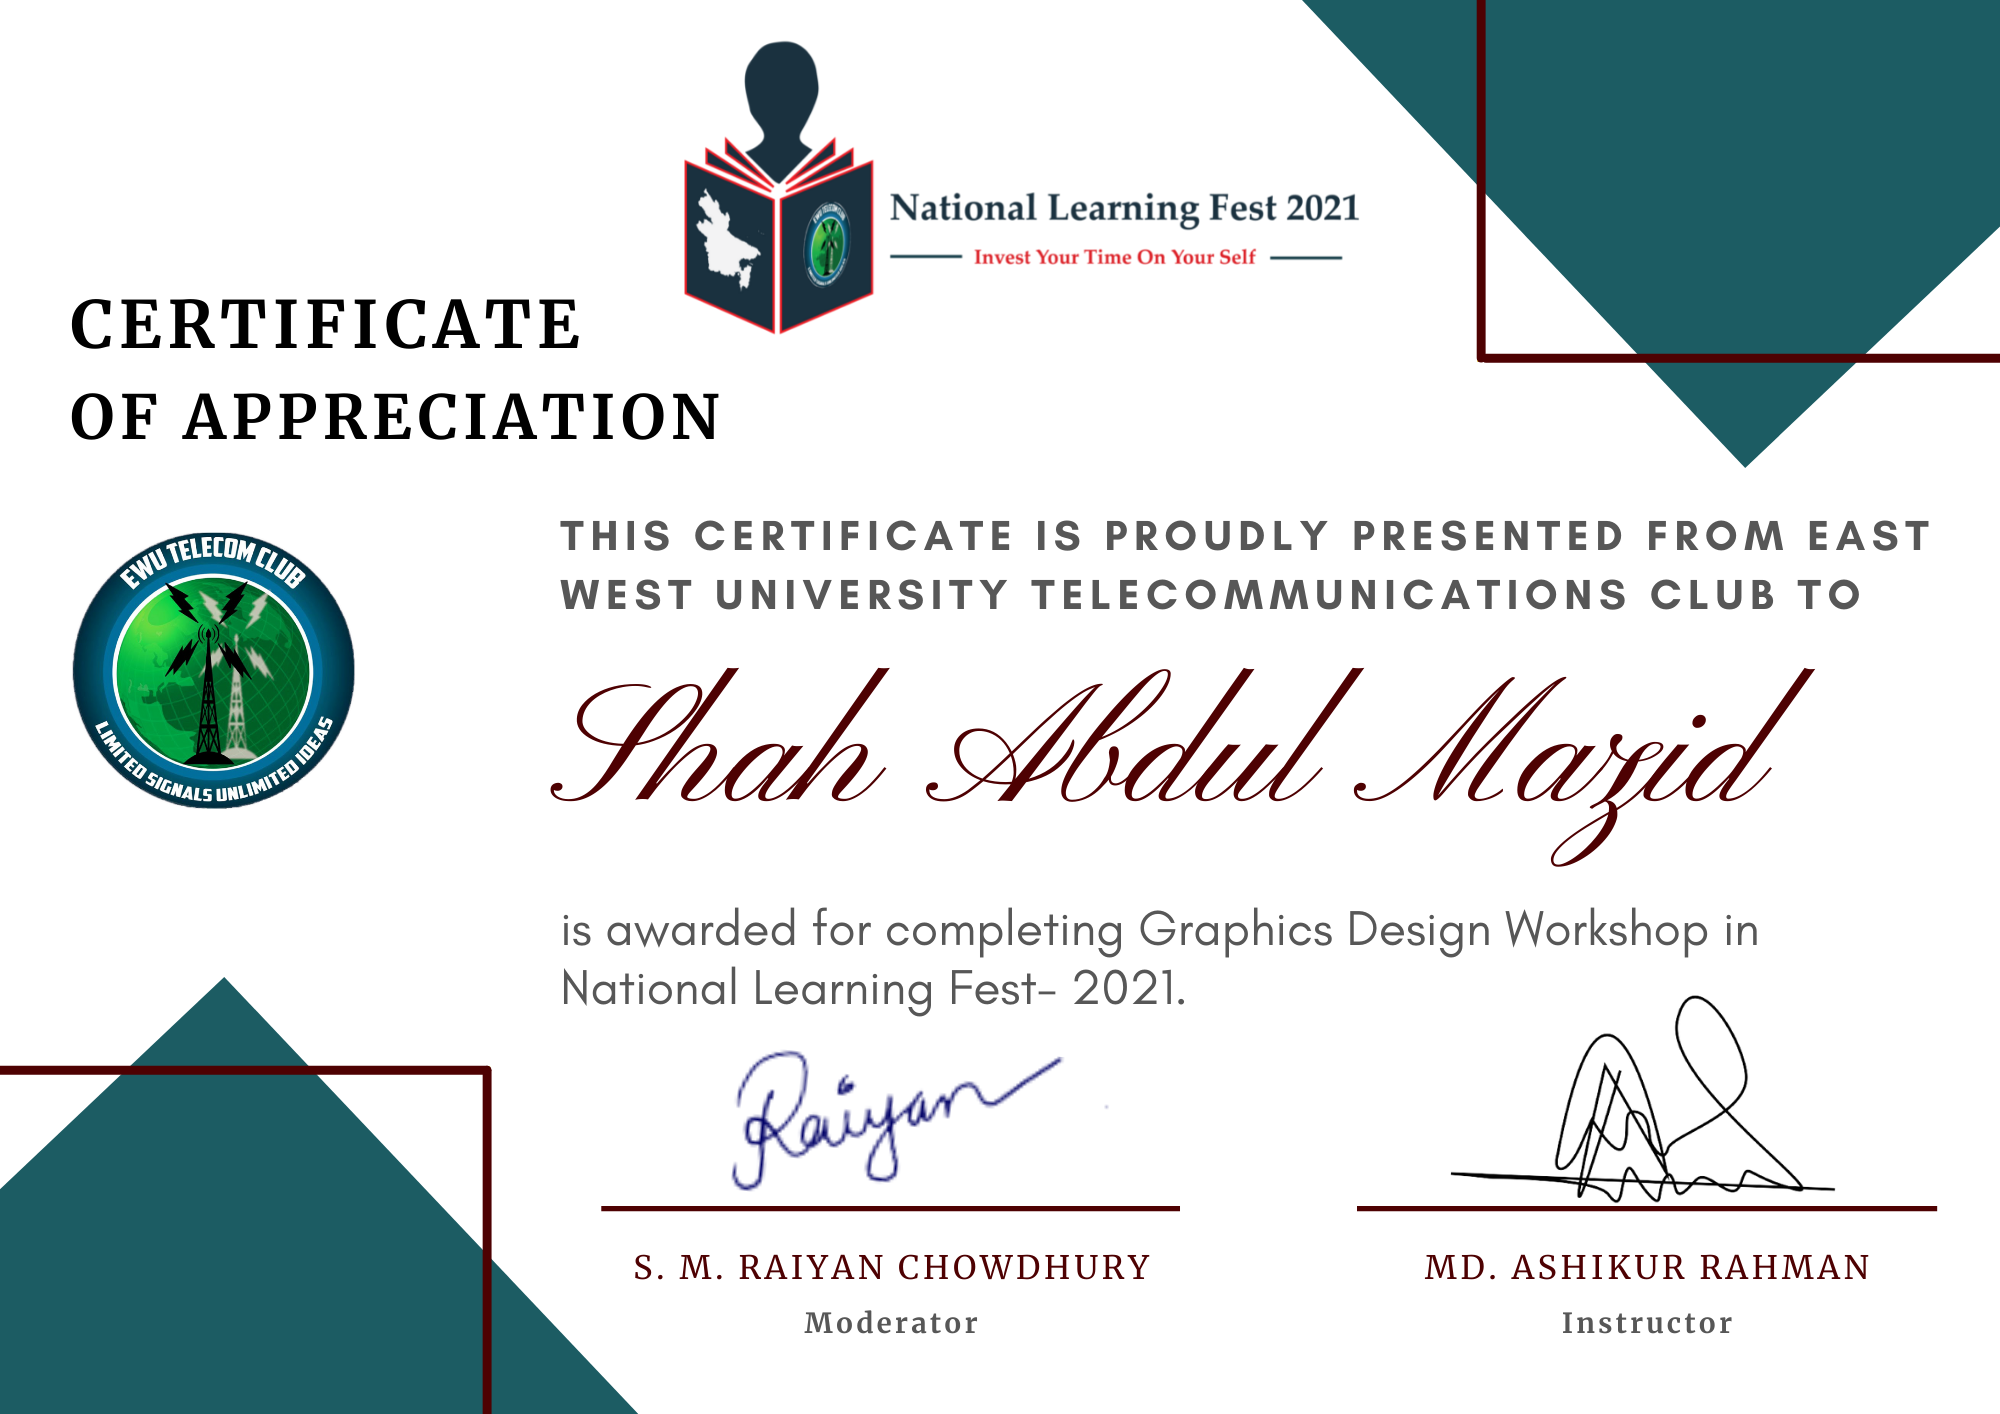 National Learning Fest 2021
Invest Your Time On Your Self
CERTIFICATE
OF APPRECIATION
EWU TELECOM CLUB
LIMITED SIGNALS UNLIMITED IDEAS
THIS CERTIFICATE IS PROUDLY PRESENTED FROM EAST
WEST UNIVERSITY TELECOMMUNICATIONS CLUB TO
Shah Abdul Mazid
is awarded for completing Graphics Design Workshop in
National Learning Fest- 2021.
Raiyan
S. M. RAIYAN CHOWDHURY
Moderator
MD. ASHIKUR RAHMAN
Instructor